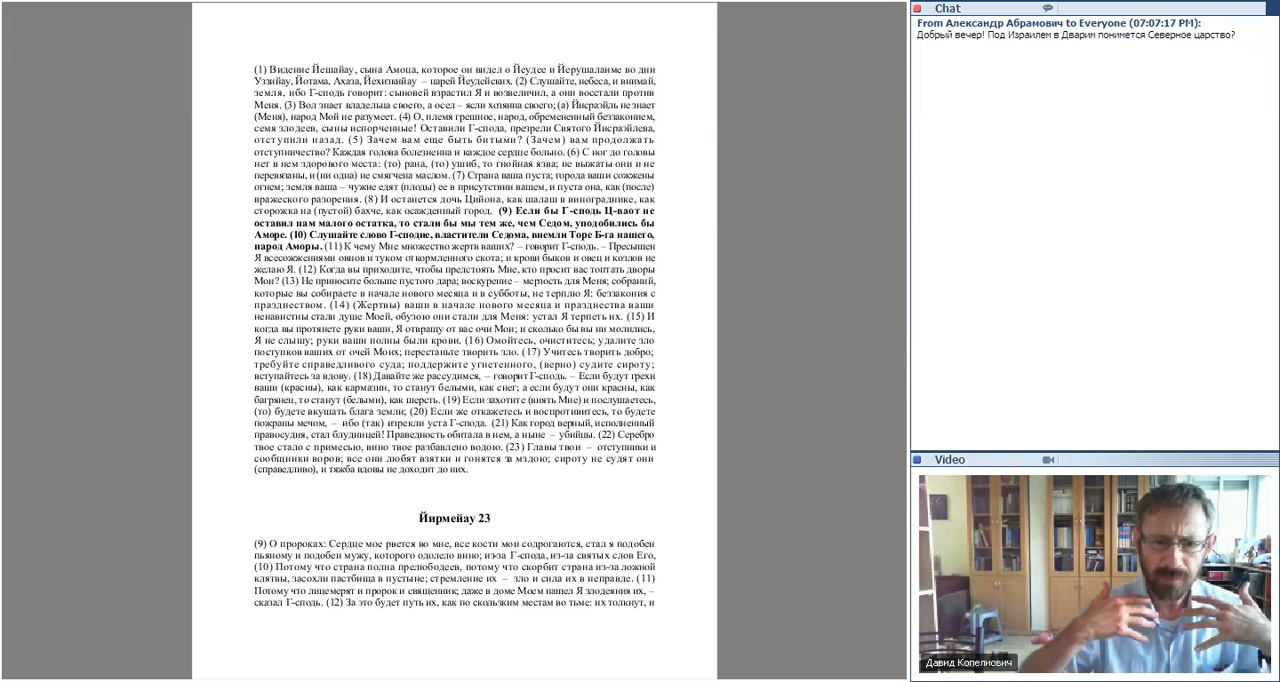 (1) Видение Йешайау, сына Амоца, которое он видел о Йеудее и Йерушалаиме во дни
Уззийау, Йотама, Ахаза, Йехизкийау – царей Йеудейских. (2) Слушайте, небеса, и внимай,
земля, ибо Г-сподь говорит: сыновей взрастил Я и возвеличил, а они восстали против
Меня. (3) Вол знает владельца своего, а осел – ясли хозяина своего; (а) Йисраэйль не знает
(Меня), народ Мой не разумеет. (4) О, племя грешное, народ, обремененный беззаконием,
семя злодеев, сыны испорченные! Оставили Г-спода, презрели Святого Йисраэйлева,
отступили назад. (5) Зачем вам еще быть битыми? (Зачем) вам продолжать
отступничество? Каждая голова болезненна и каждое сердце больно. (6) С ног до головы
нет в нем здорового места: (то) рана, (то) ушиб, то гнойная язва; не выжаты они и не
перевязаны, и (ни одна) не смягчена маслом. (7) Страна ваша пуста; города ваши сожжены
огнем; земля ваша – чужие едят (плоды) ее в присутствии вашем, и пуста она, как (после)
вражеского разорения. (8) И останется дочь Цийона, как шалаш в винограднике, как
сторожка на (пустой) бахче, как осажденный город. (9) Если бы Г-сподь Ц-ваот не
оставил нам малого остатка, то стали бы мы тем же, чем Седом, уподобились бы
Аморе. (10) Слушайте слово Г-сподне, властители Седома, внемли Торе Б-га нашего,
народ Аморы. (11) К чему Мне множество жертв ваших? – говорит Г-сподь. – Пресыщен
Я всесожжениями овнов и туком откормленного скота; и крови быков и овец и козлов не
желаю Я. (12) Когда вы приходите, чтобы предстоять Мне, кто просит вас топтать дворы
Мои? (13) Не приносите больше пустого дара; воскурение – мерзость для Меня; собраний,
которые вы собираете в начале нового месяца и в субботы, не терплю Я: беззакония с
празднеством. (14) (Жертвы) ваши в начале нового месяца и празднества ваши
ненавистны стали душе Моей, обузою они стали для Меня: устал Я терпеть их. (15) И
когда вы протянете руки ваши, Я отвращу от вас очи Мои; и сколько бы вы ни молились,
Я не слышу; руки ваши полны были крови. (16) Омойтесь, очиститесь; удалите зло
поступков ваших от очей Моих; перестаньте творить зло. (17) Учитесь творить добро;
требуйте справедливого суда; поддержите угнетенного, (верно) судите сироту;
вступайтесь за вдову. (18) Давайте же рассудимся, – говорит Г-сподь. – Если будут грехи
ваши (красны), как кармазин, то станут белыми, как снег; а если будут они красны, как
багрянец, то станут (белыми), как шерсть. (19) Если захотите (внять Мне) и послушаетесь,
(то) будете вкушать блага земли; (20) Если же откажетесь и воспротивитесь, то будете
пожраны мечом, – ибо (так) изрекли уста Г-спода. (21) Как город верный, исполненный
правосудия, стал блудницей! Праведность обитала в нем, а ныне – убийцы. (22) Серебро
твое стало с примесью, вино твое разбавлено водою. (23) Главы твои – отступники и
сообщники воров; все они любят взятки и гонятся за мздою; сироту не судят они
(справедливо), и тяжба вдовы не доходит до них.
Йирмейау 23
(9) О пророках: Сердце мое рвется во мне, все кости мои содрогаются, стал я подобен
пьяному и подобен мужу, которого одолело вино; из-за Г-спода, из-за святых слов Его,
(10) Потому что страна полна прелюбодеев, потому что скорбит страна из-за ложной
клятвы, засохли пастбища в пустыне; стремление их – зло и сила их в неправде. (11)
Потому что лицемерят и пророк и священник; даже в доме Моем нашел Я злодеяния их, –
сказал Г-сподь. (12) За это будет путь их, как по скользким местам во тьме: их толкнут, и
Chat
From Александр Абрамович to Everyone (07:07:17 PM):
Добрый вечер! Под Израилем в Дварим понимется Северное царство?
Video
Давид Копелиович